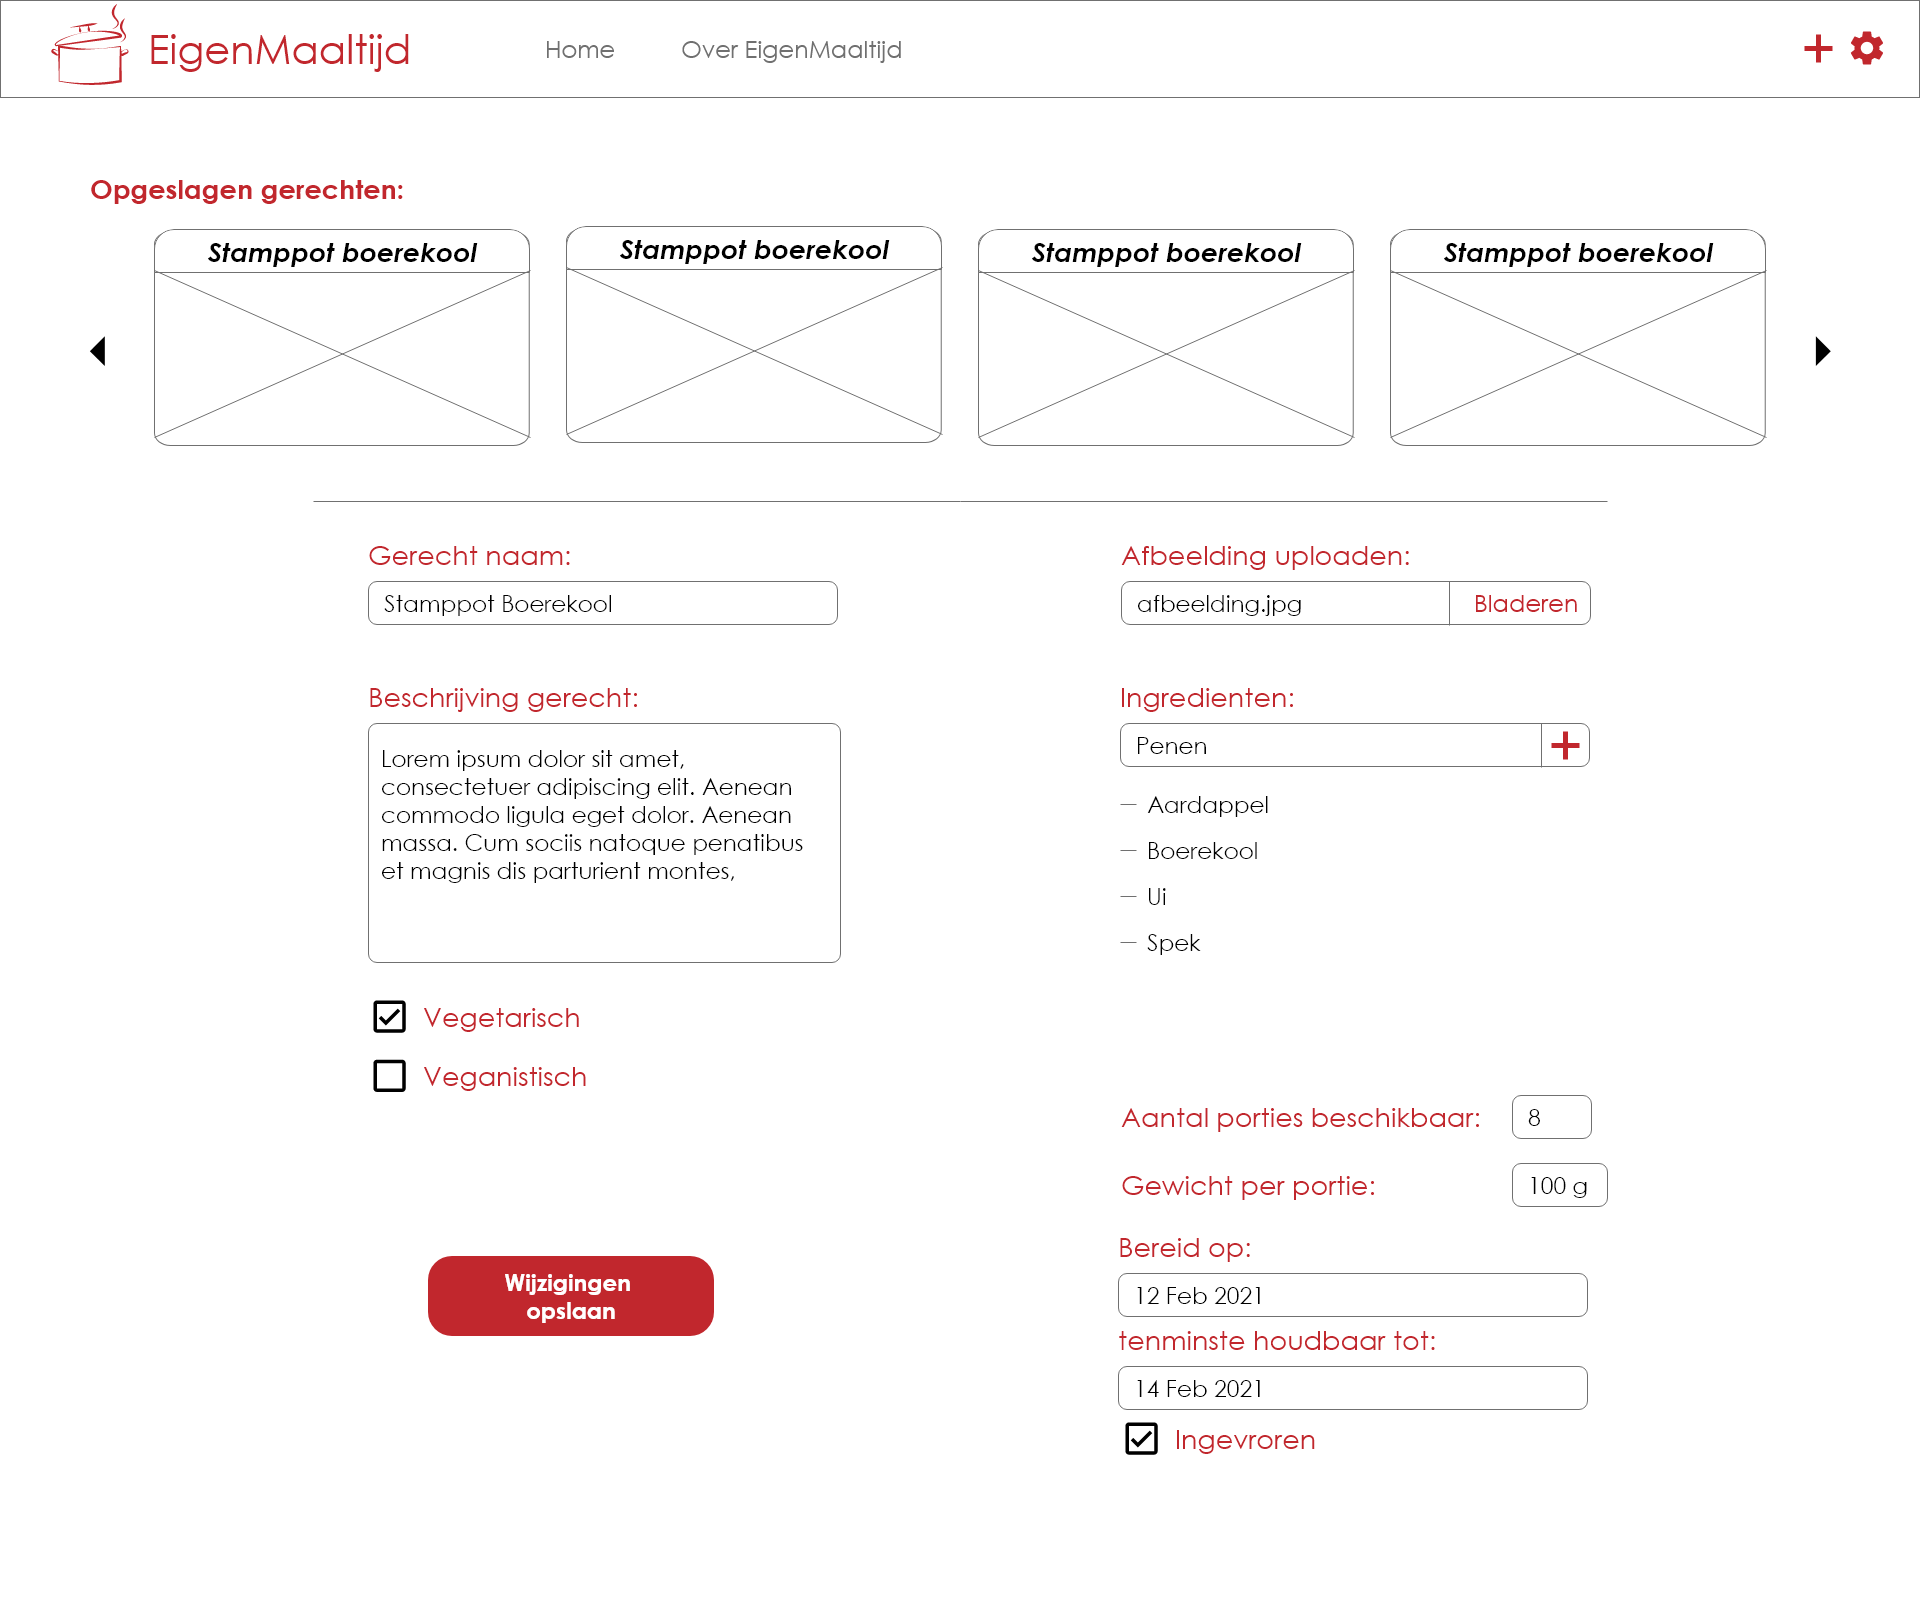 EigenMaaltijd
Home
Over EigenMaaltijd
Opgeslagen gerechten:
Stamppot boerekool
Stamppot boerekool
Stamppot boerekool
Stamppot boerekool
Gerecht naam:
Stamppot Boerekool
Beschrijving gerecht:
Lorem ipsum dolor sit amet,
consectetuer adipiscing elit. Aenean
commodo ligula eget dolor. Aenean
massa. Cum sociis natoque penatibus
et magnis dis parturient montes,
Vegetarisch
Veganistisch
Wijzigingen
opslaan
Afbeelding uploaden:
afbeelding.jpg
Bladeren
Ingredienten:
Penen
Aardappel
Boerekool
Ui
Spek
Aantal porties beschikbaar:
8
Gewicht per portie:
100 g
Bereid op:
12 Feb 2021
tenminste houdbaar tot:
14 Feb 2021
Ingevroren